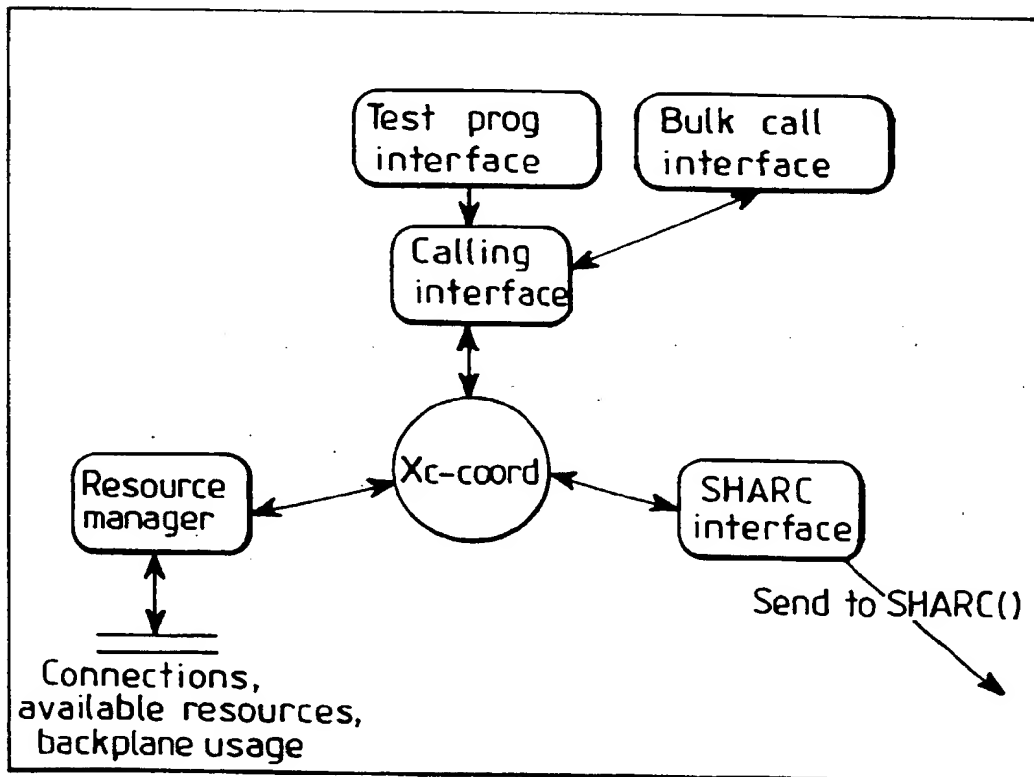 Test prog
interface
Bulk call
interface
Calling
interface
Xc-coord
Resource
manager
SHARC
interface
Send to SHARC()
Connections,
available resources,
backplane usage